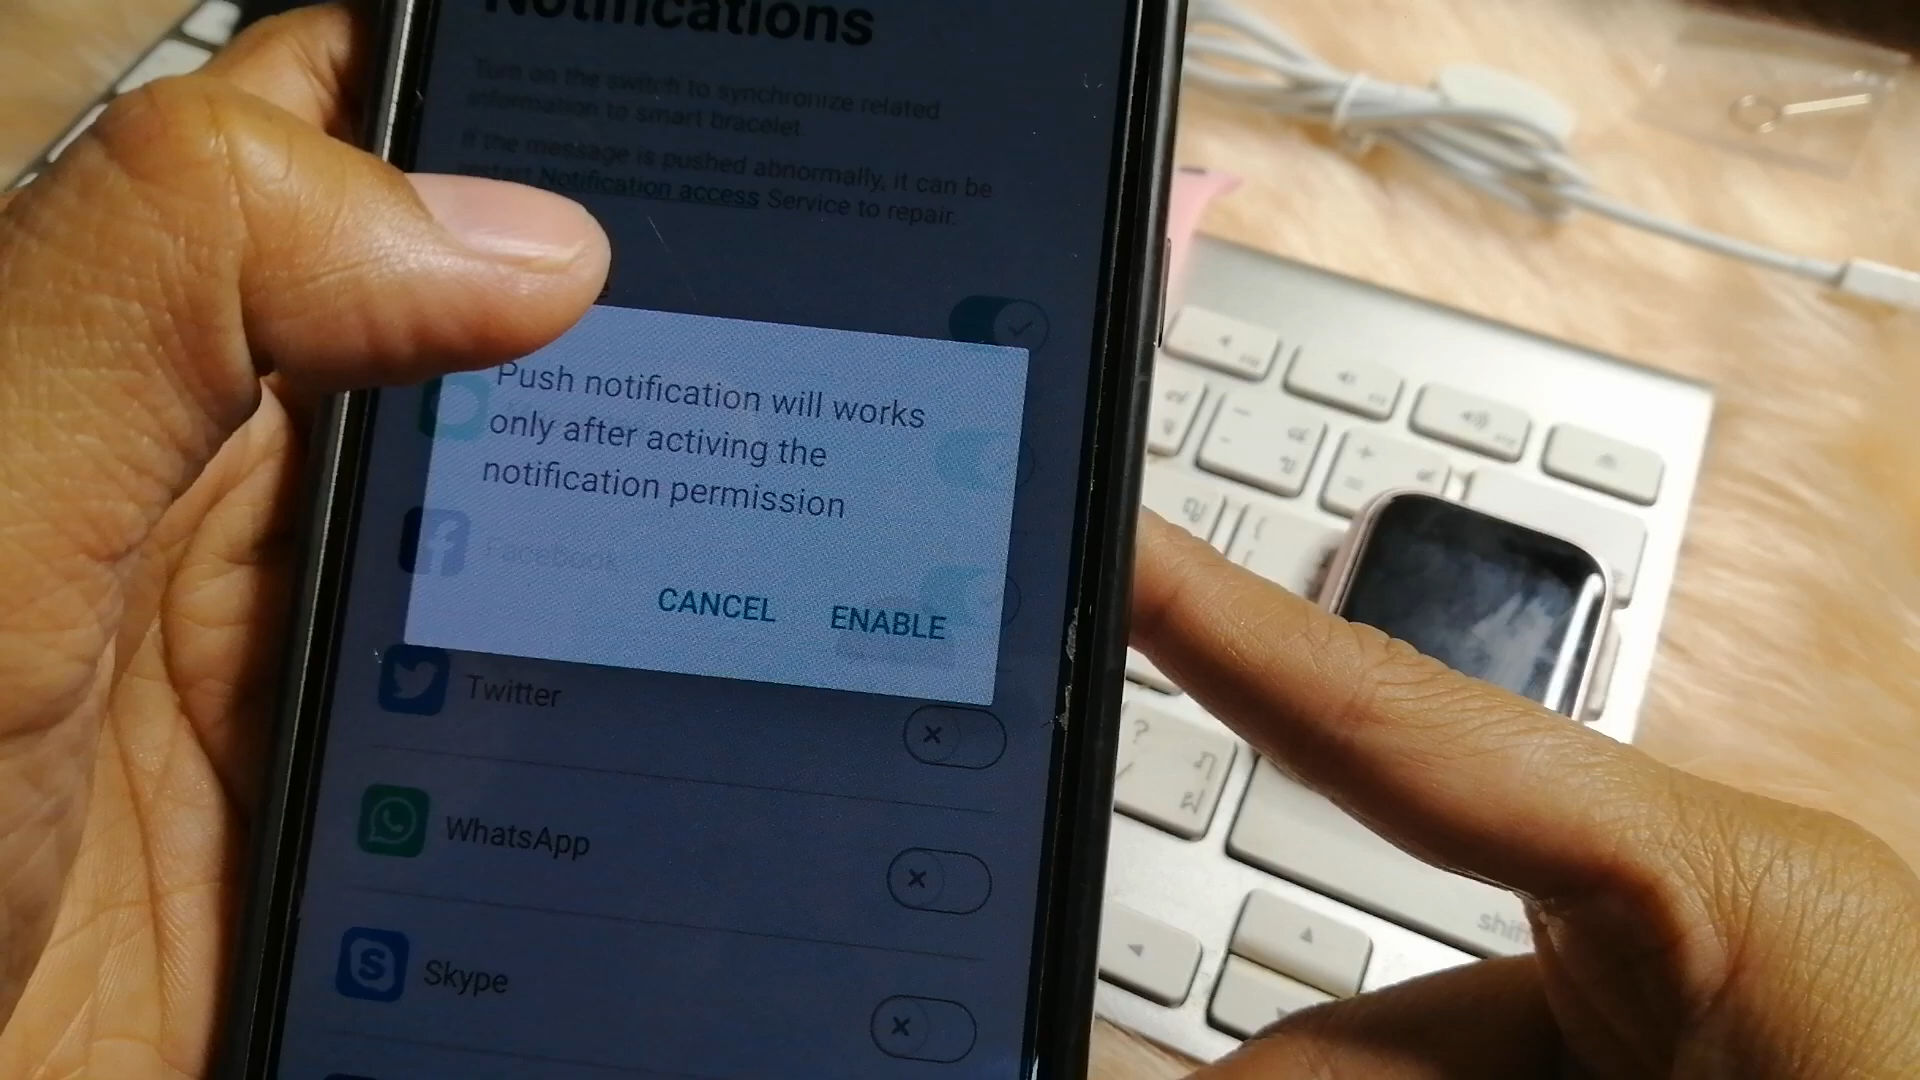 Notifications
Turn on the switch to synchronize related
information to smart bracelet
If the message is pushed abnormally, it can be
restart Notification access Service to repair.
Push notification will works
only after activing the
notification permission
Facebook
CANCEL ENABLE
Twitter
WhatsApp
Skype
shift